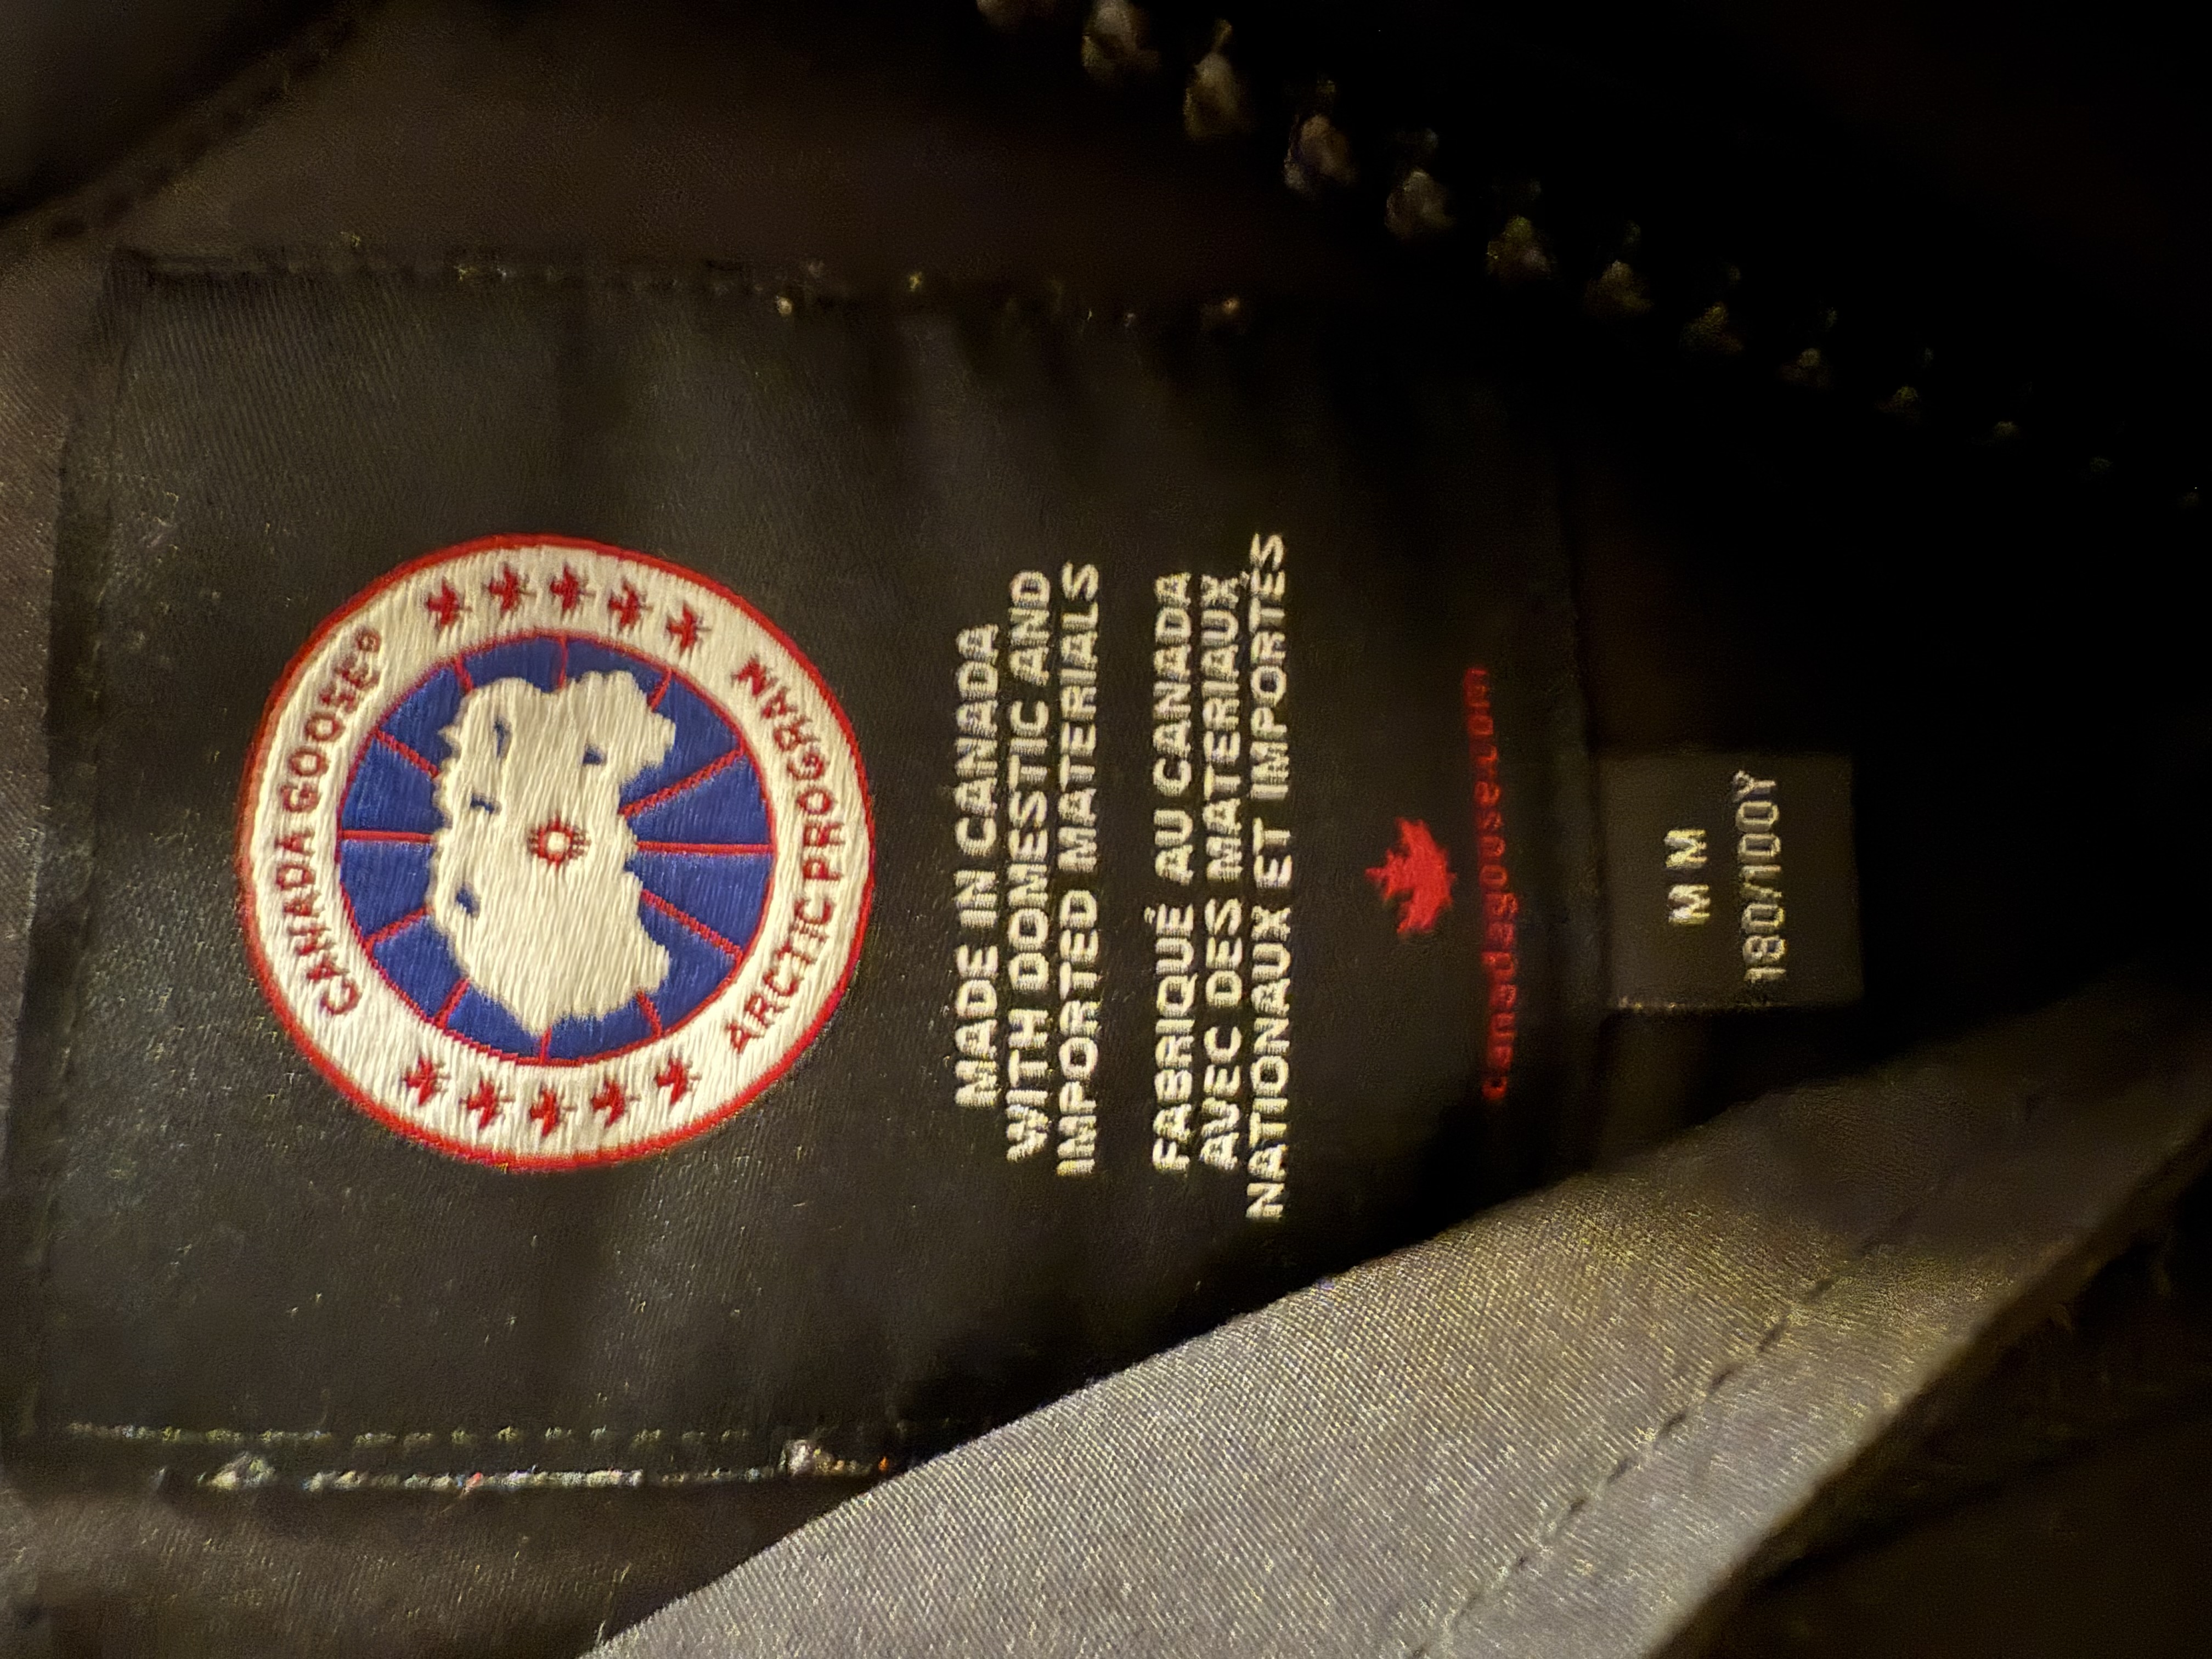 CANADA GOOSE®
ARCTIC PROGRAM
MADE IN CANADA
WITH DOMESTIC AND
IMPORTED MATERIALS
FABRIQUÉ AU CANADA
AVEC DES MATERIAUX
NATIONAUX ET IMPORTÉS
canadagoose.com
M M
180/100Y